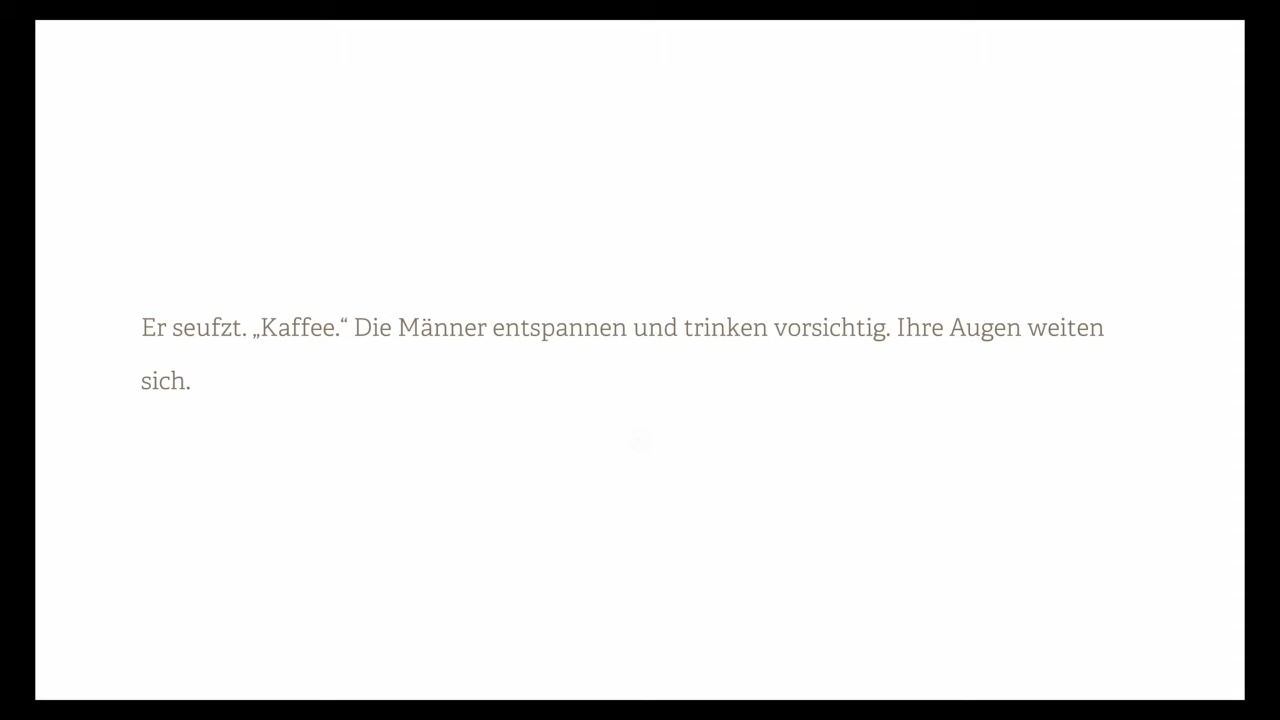 Er seufzt. „Kaffee.“ Die Männer entspannen und trinken vorsichtig. Ihre Augen weiten
sich.